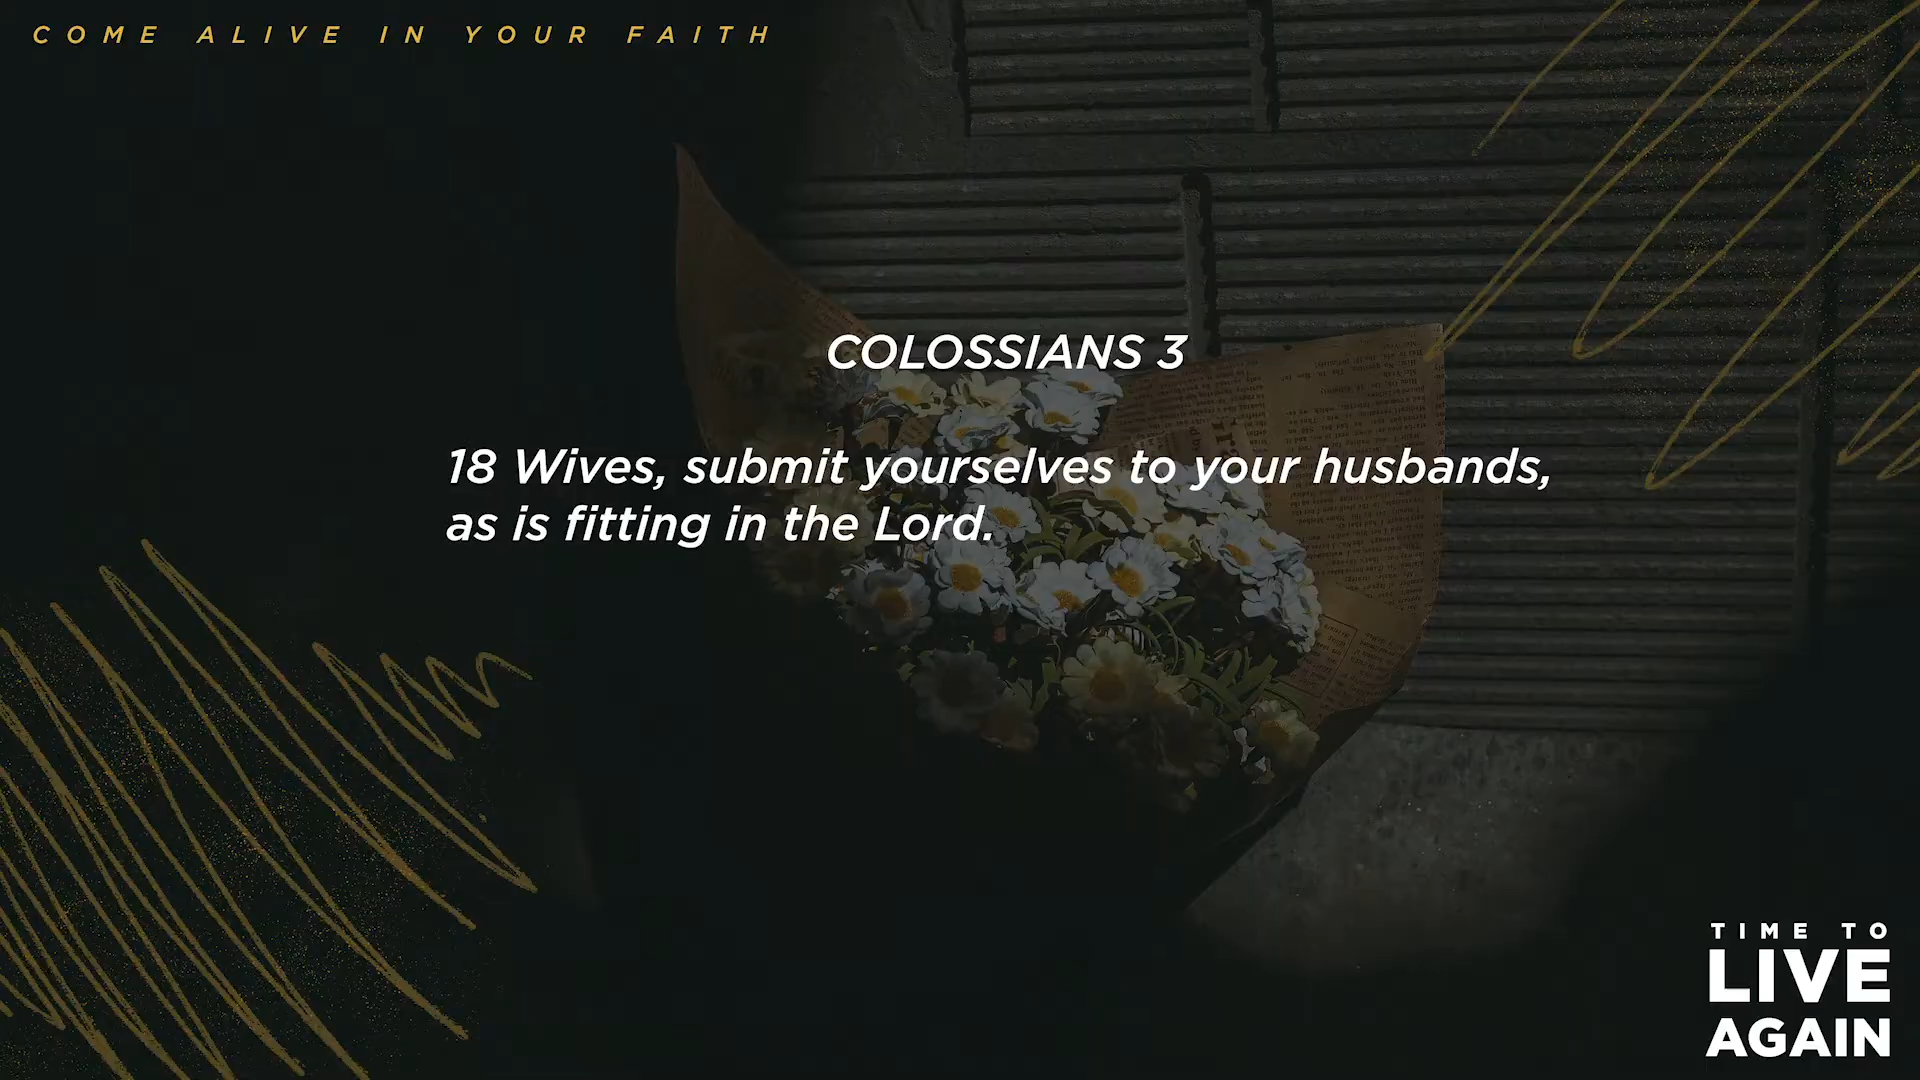 COME ALIVE IN YOUR FAITH
COLOSSIANS 3
18 Wives, submit yourselves to your husbands,
as is fitting in the Lord.
TIME TO
LIVE
AGAIN